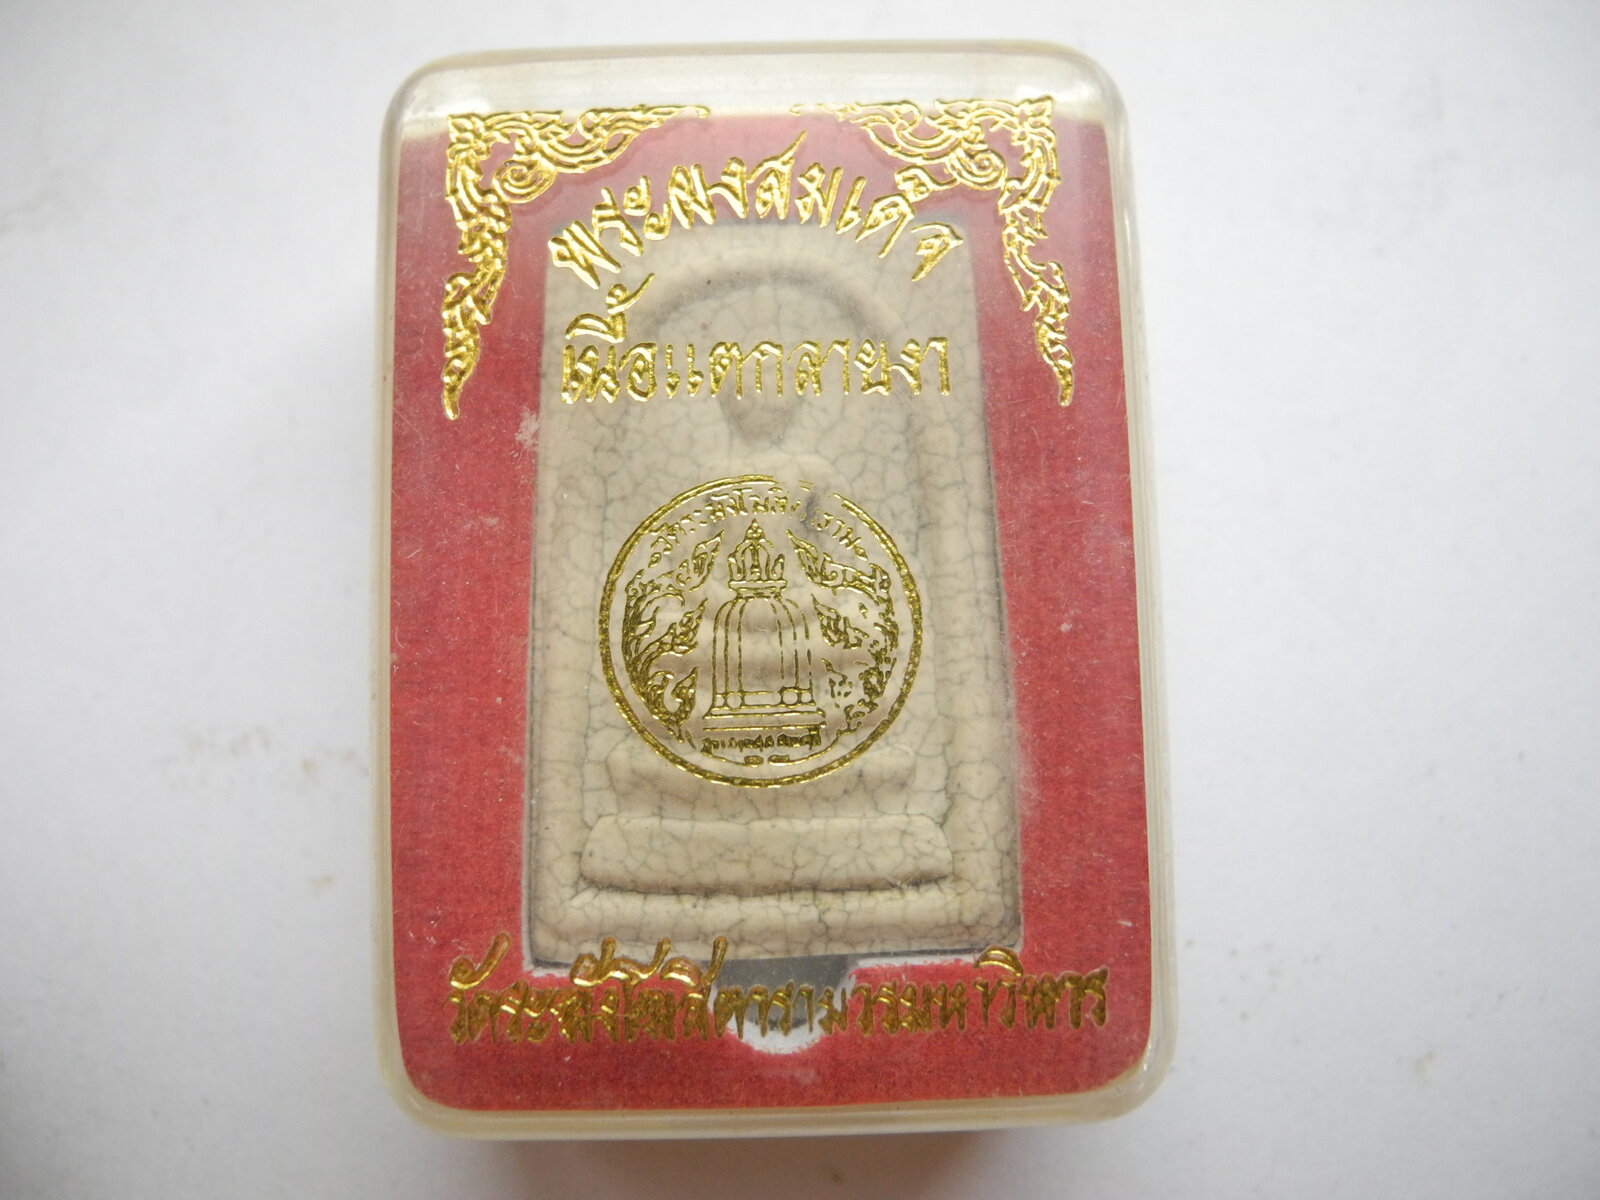 พระผงสมเด็จ
เนื้อแตกลายงา
วัดระฆังโฆสิตารามวรมหาวิหาร